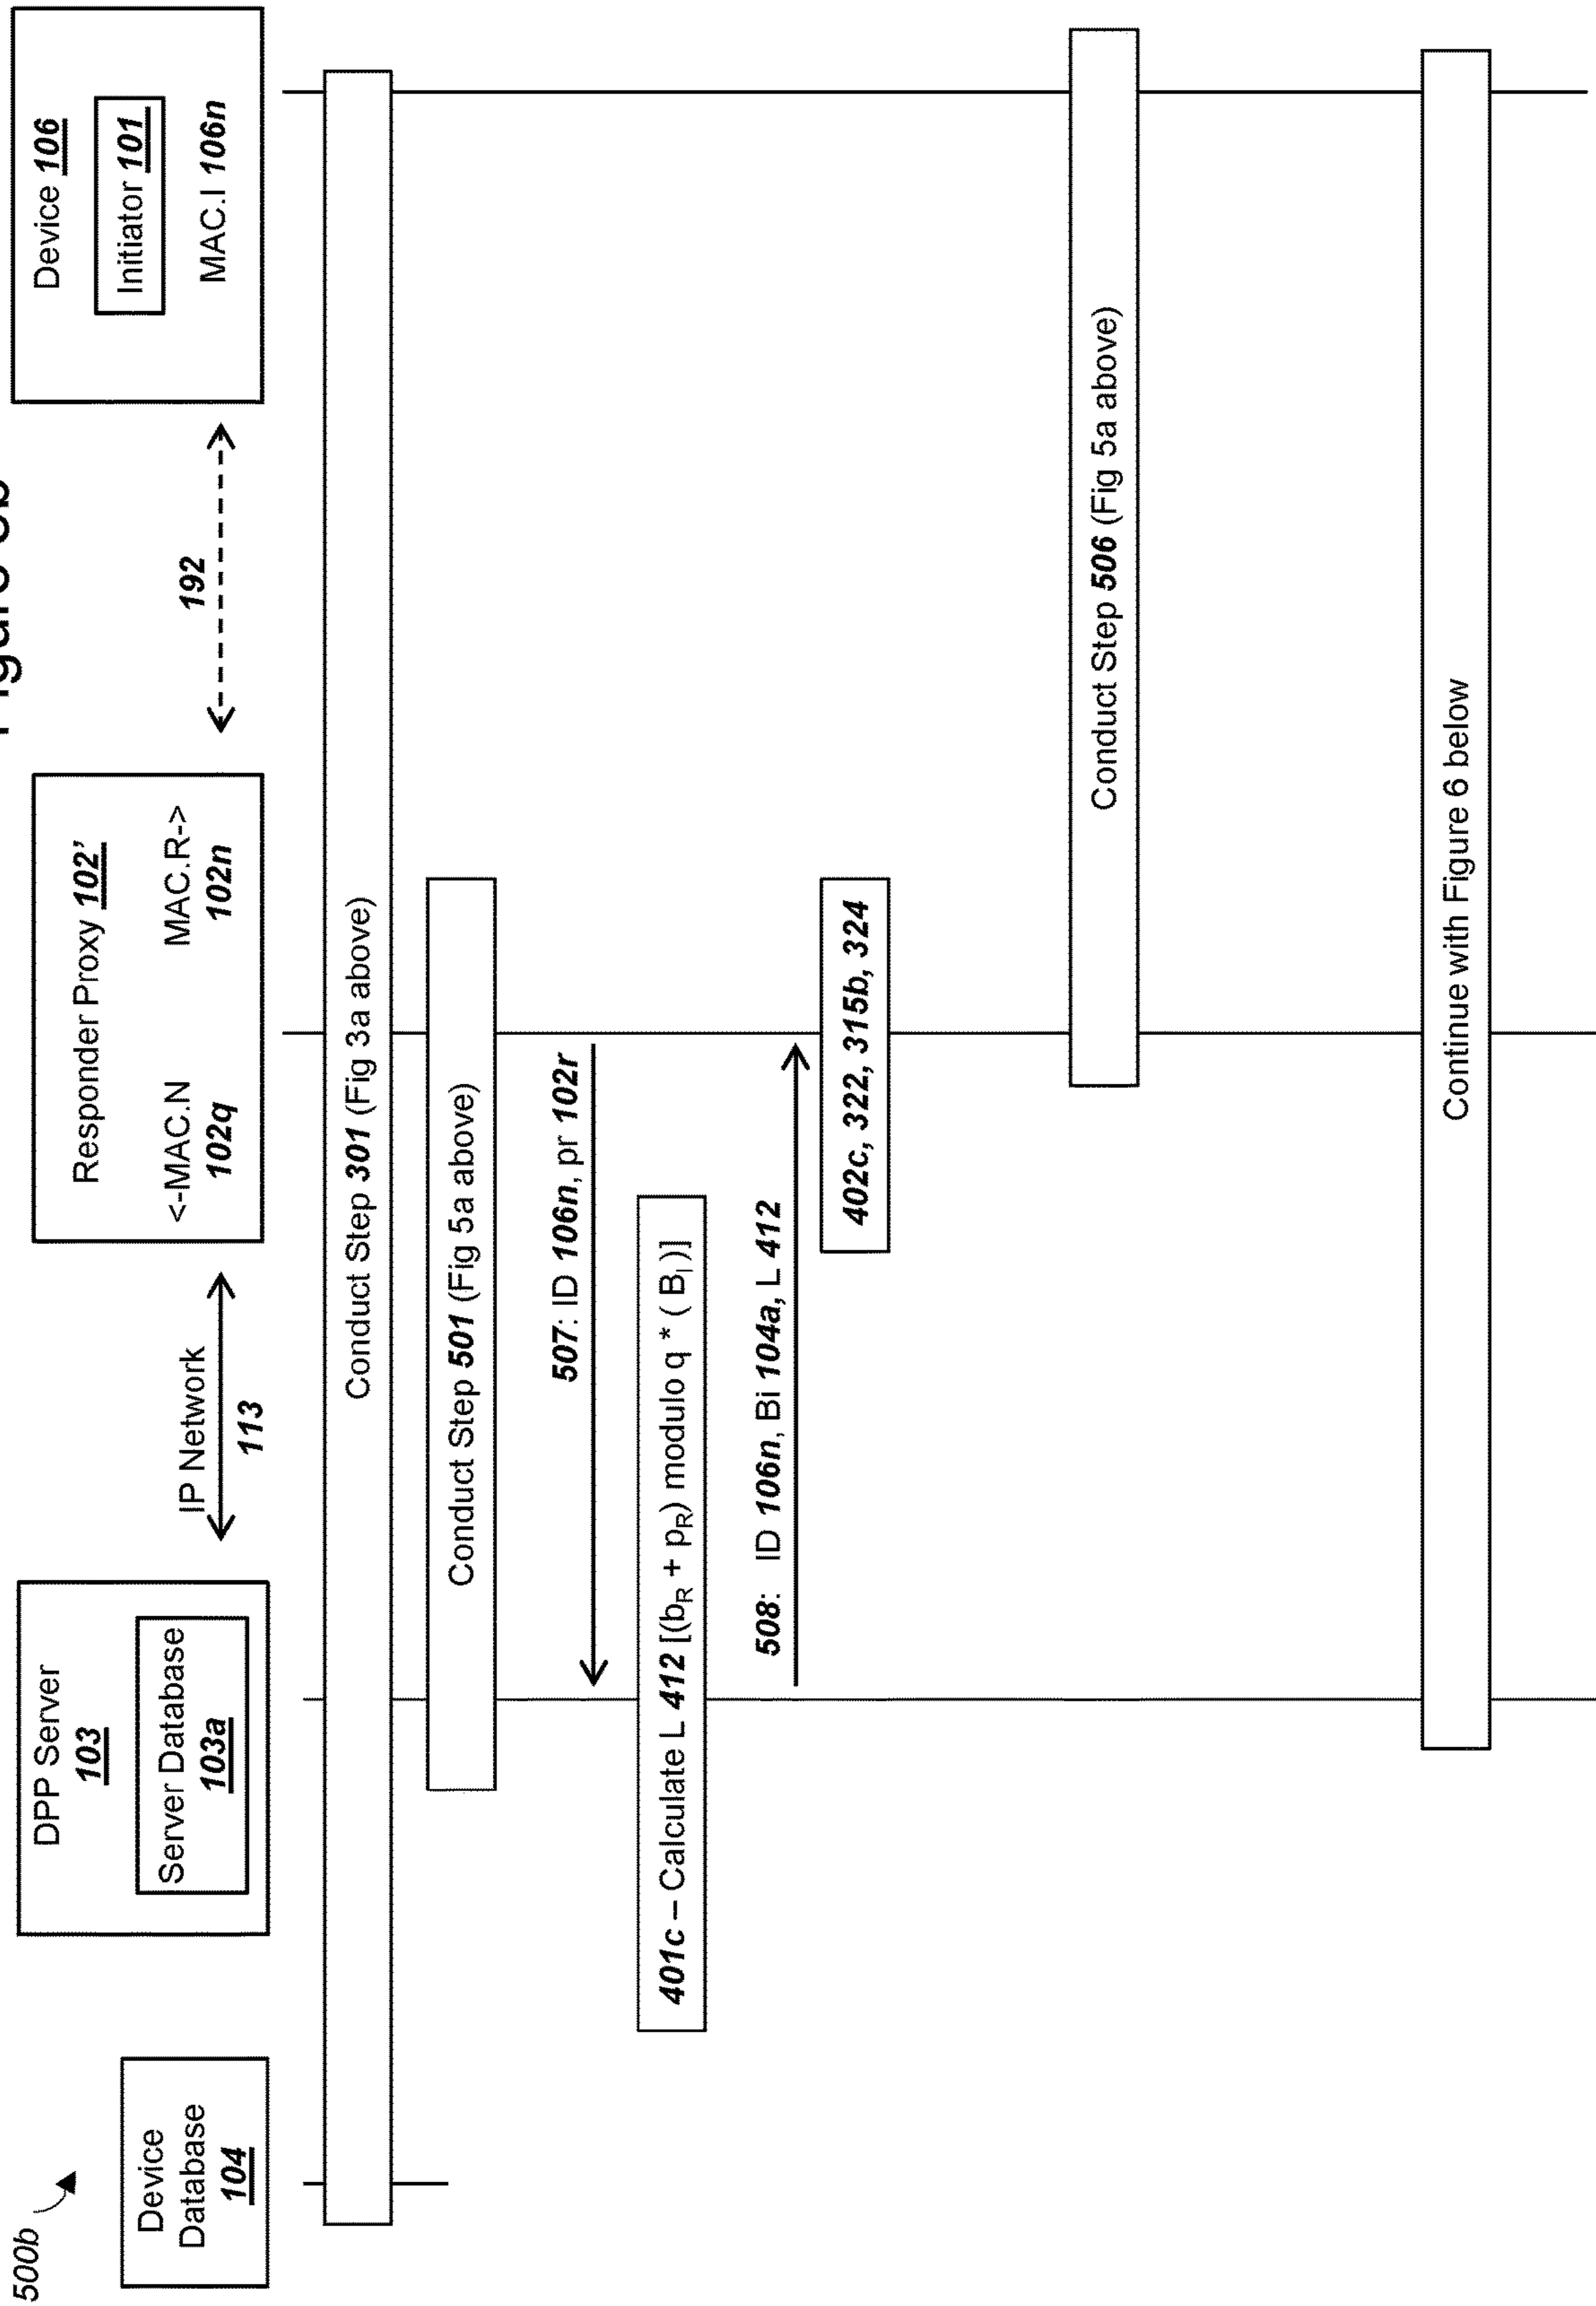 Figure 5b
500b
Device
Database
104
DPP Server
103
Server Database
103a
IP Network
113
Responder Proxy 102'
<-MAC.N
102q
MAC.R->
102n
192
Device 106
Initiator 101
MAC.I 106n
Conduct Step 301 (Fig 3a above)
Conduct Step 501 (Fig 5a above)
507: ID 106n, pr 102r
401c – Calculate L 412 [(bR + pR) modulo q * ( BI )]
508: ID 106n, Bi 104a, L 412
402c, 322, 315b, 324
Conduct Step 506 (Fig 5a above)
Continue with Figure 6 below